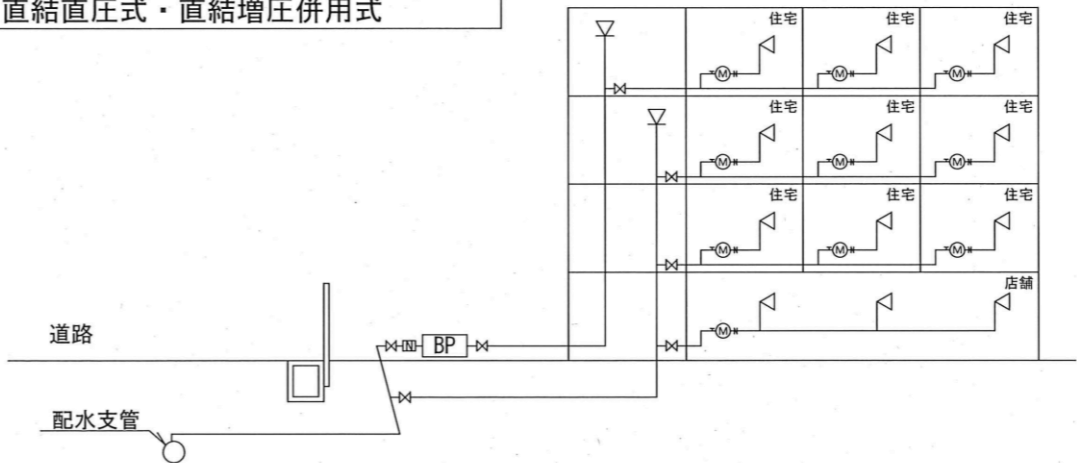 直結直圧式・直結増圧併用式
住宅 住宅 住宅
M M M
住宅 住宅 住宅
M M M
住宅 住宅 住宅
M M M
店舗
M
道路
N BP
配水支管